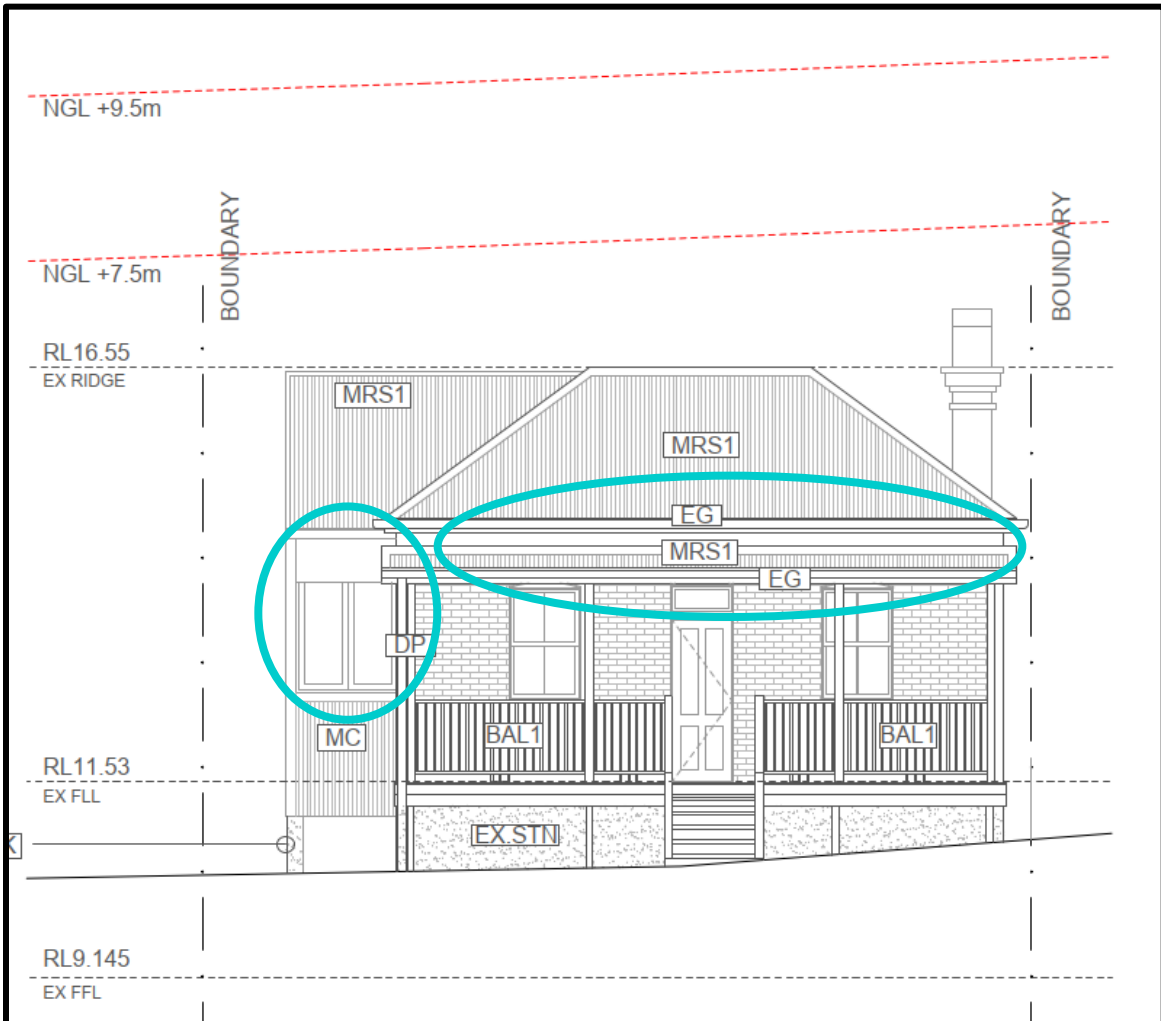 NGL +9.5m
BOUNDARY
BOUNDARY
NGL +7.5m
RL16.55
EX RIDGE
MRS1
MRS1
EG
MRS1
EG
DP
MC
BAL1
BAL1
RL11.53
EX FLL
EX.STN
RL9.145
EX FFL